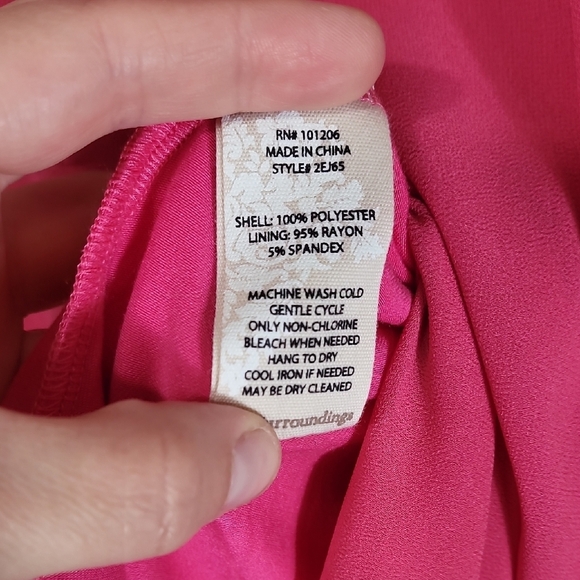 RN# 101206
MADE IN CHINA
STYLE# 2EJ65
SHELL: 100% POLYESTER
LINING: 95% RAYON
5% SPANDEX
MACHINE WASH COLD
GENTLE CYCLE
ONLY NON-CHLORINE
BLEACH WHEN NEEDED
HANG TO DRY
COOL IRON IF NEEDED
MAY BE DRY CLEANED
urroundings